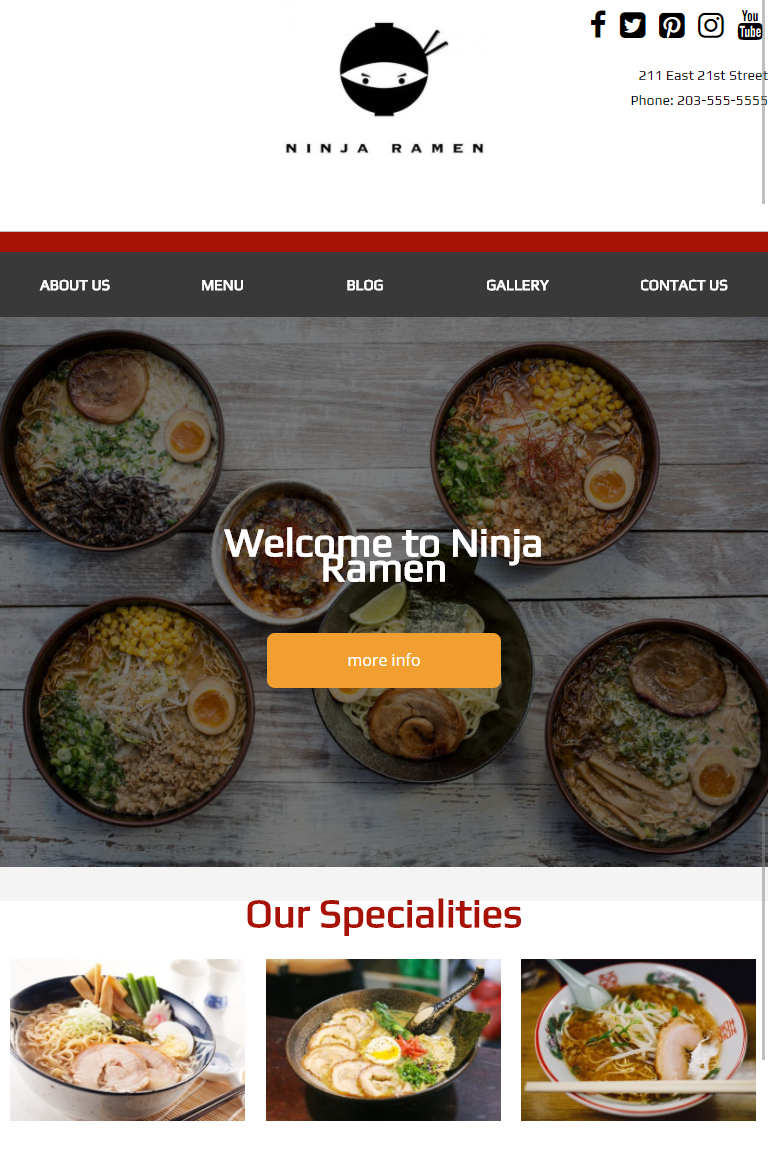 You
Tube
211 East 21st Street
Phone: 203-555-5555
NINJA RAMEN
ABOUT US MENU BLOG GALLERY CONTACT US
Welcome to Ninja
Ramen
more info
Our Specialities